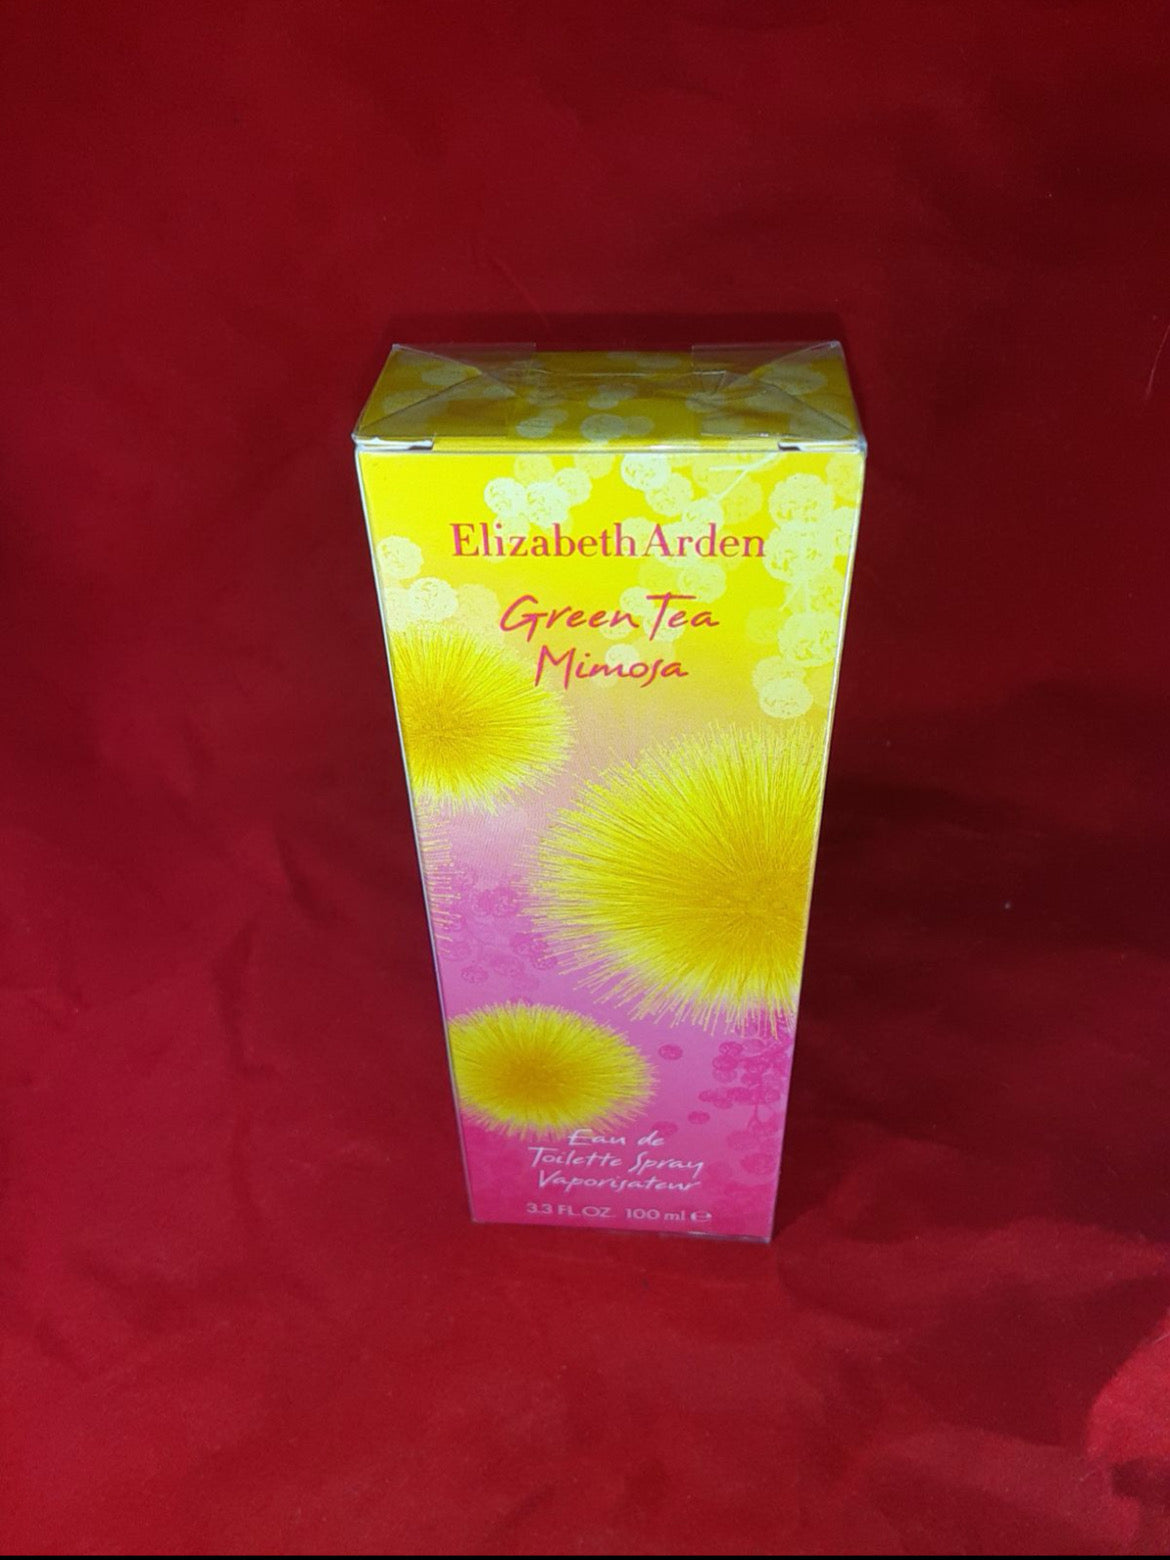 Elizabeth Arden
Green Tea
Mimosa
Eau de
Toilette Spray
Vaporisateur
3.3 FL.OZ. 100 ml ℮